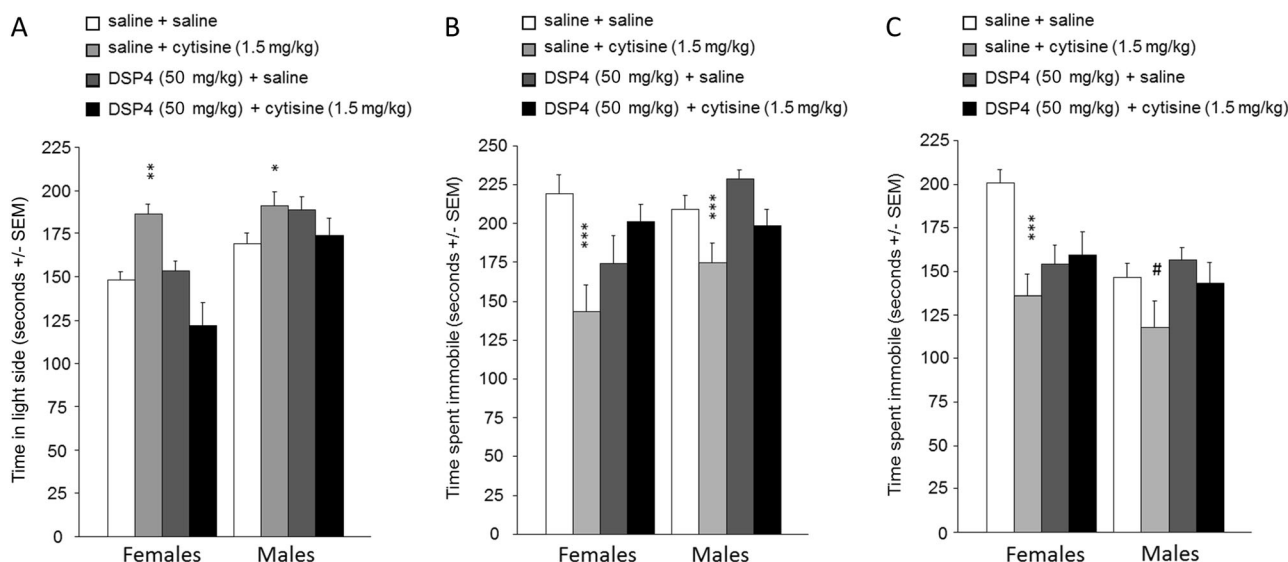 A
saline + saline
saline + cytisine (1.5 mg/kg)
DSP4 (50 mg/kg) + saline
DSP4 (50 mg/kg) + cytisine (1.5 mg/kg)
Time in light side (seconds +/- SEM)
225
200
175
150
125
100
75
50
25
0
**
*
Females
Males
B
saline + saline
saline + cytisine (1.5 mg/kg)
DSP4 (50 mg/kg) + saline
DSP4 (50 mg/kg) + cytisine (1.5 mg/kg)
Time spent immobile (seconds +/- SEM)
250
225
200
175
150
125
100
75
50
25
0
***
***
Females
Males
C
saline + saline
saline + cytisine (1.5 mg/kg)
DSP4 (50 mg/kg) + saline
DSP4 (50 mg/kg) + cytisine (1.5 mg/kg)
Time spent immobile (seconds +/- SEM)
225
200
175
150
125
100
75
50
25
0
***
#
Females
Males